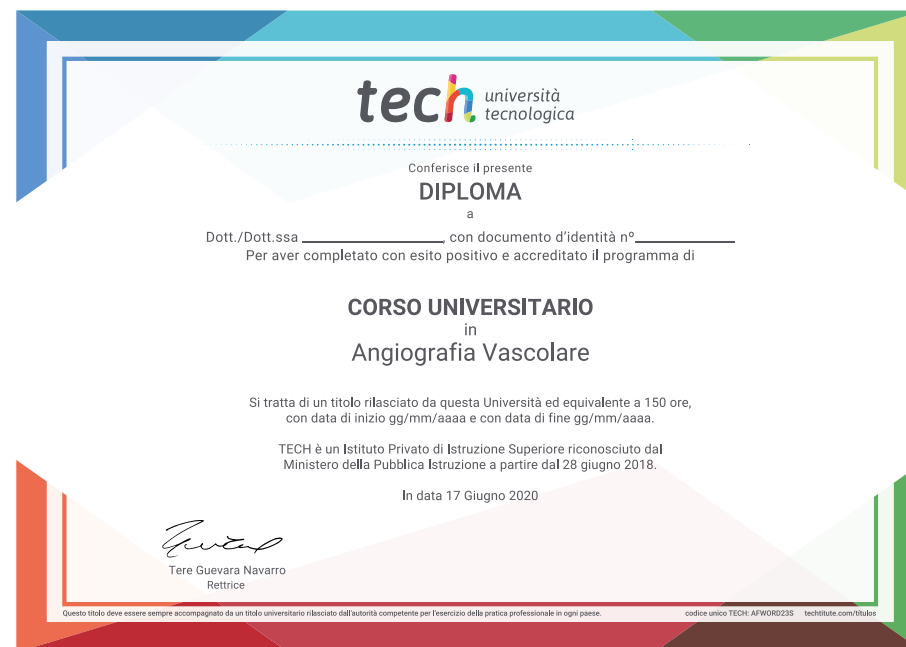 tech università
tecnologica
Conferisce il presente
DIPLOMA
a
Dott./Dott.ssa ____________________, con documento d'identità nº______________
Per aver completato con esito positivo e accreditato il programma di
CORSO UNIVERSITARIO
in
Angiografia Vascolare
Si tratta di un titolo rilasciato da questa Università ed equivalente a 150 ore,
con data di inizio gg/mm/aaaa e con data di fine gg/mm/aaaa.
TECH è un Istituto Privato di Istruzione Superiore riconosciuto dal
Ministero della Pubblica Istruzione a partire dal 28 giugno 2018.
In data 17 Giugno 2020
Tere Guevara Navarro
Rettrice
Questo titolo deve essere sempre accompagnato da un titolo universitario rilasciato dall'autorità competente per l'esercizio della pratica professionale in ogni paese. codice unico TECH: AFWORD23S techtitute.com/títulos